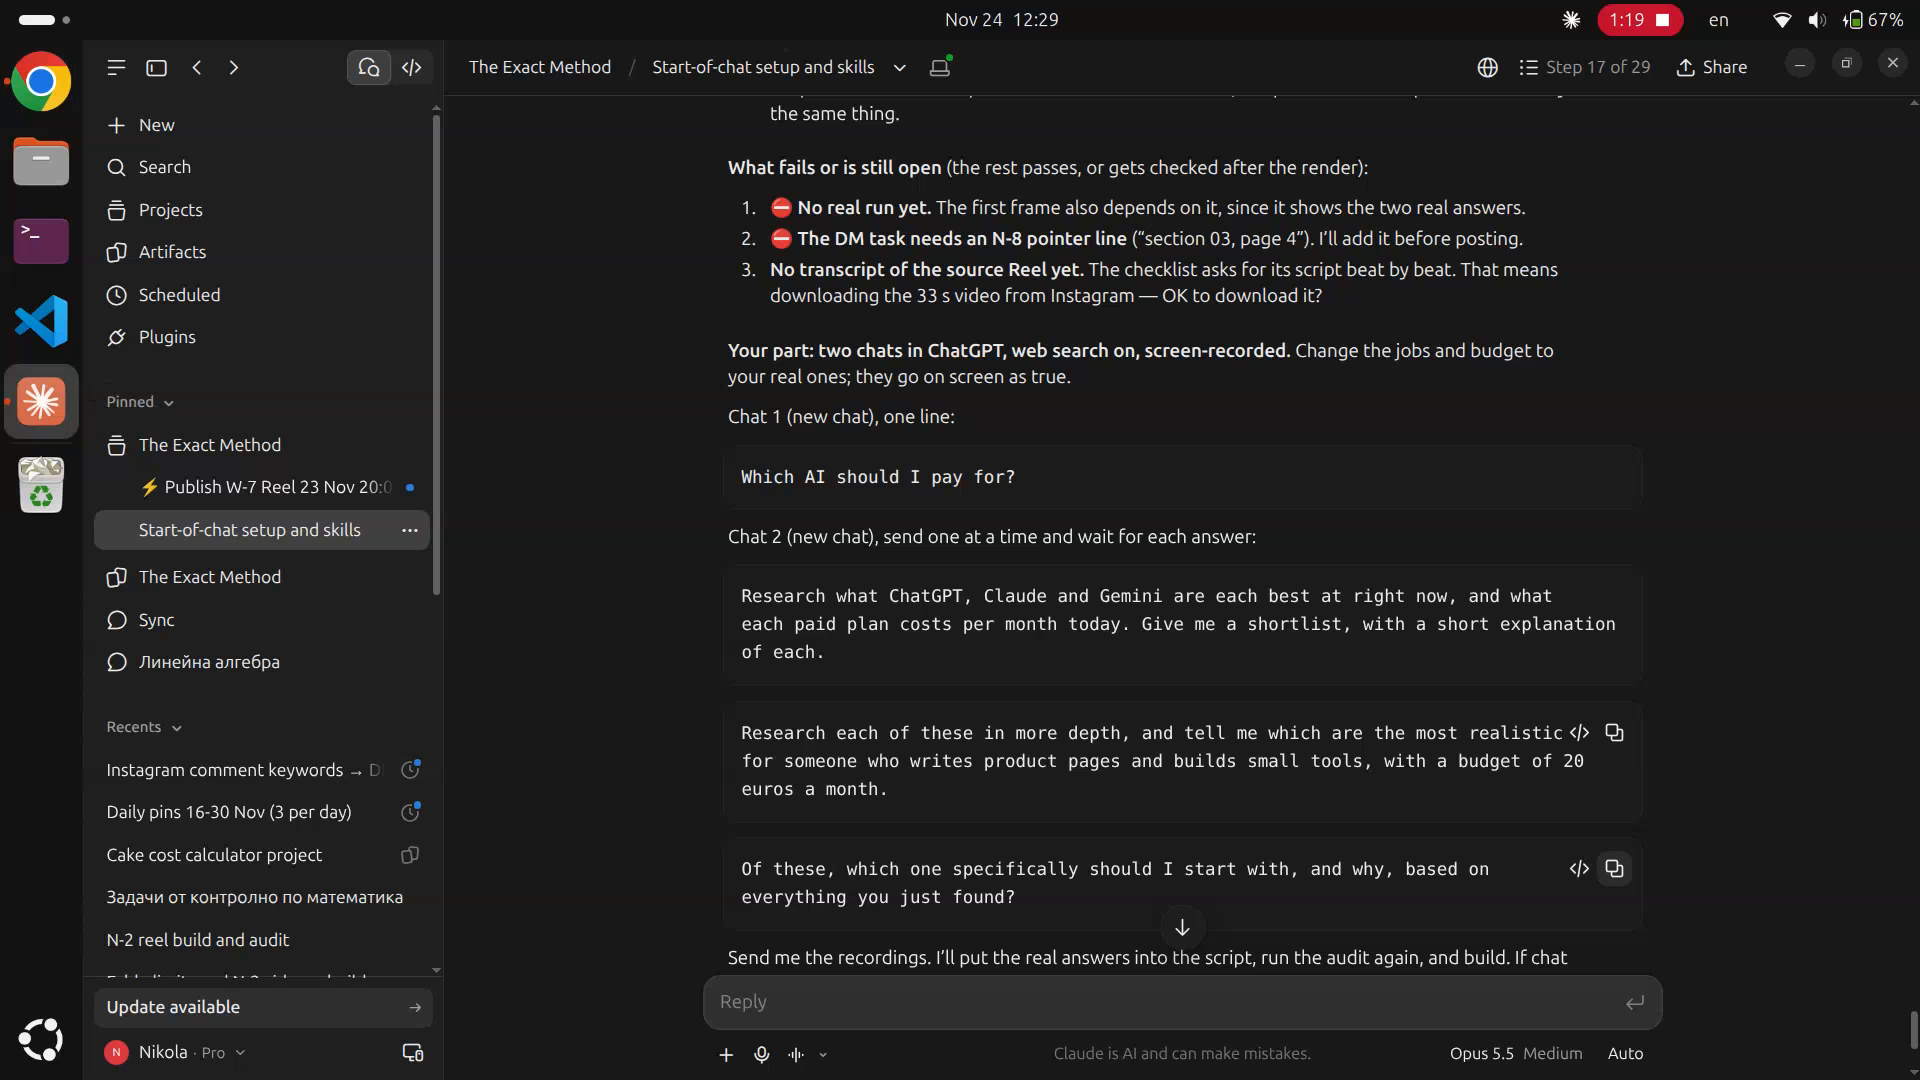 Nov 24 12:29
1:19
en
67%
The Exact Method / Start-of-chat setup and skills
Step 17 of 29
Share
New
Search
Projects
Artifacts
Scheduled
Plugins
Pinned
The Exact Method
⚡ Publish W-7 Reel 23 Nov 20:0
Start-of-chat setup and skills
The Exact Method
Sync
Линейна алгебра
Recents
Instagram comment keywords → D
Daily pins 16-30 Nov (3 per day)
Cake cost calculator project
Задачи от контролно по математика
N-2 reel build and audit
Update available →
N Nikola · Pro
the same thing.
What fails or is still open (the rest passes, or gets checked after the render):
1. ⛔ No real run yet. The first frame also depends on it, since it shows the two real answers.
2. ⛔ The DM task needs an N-8 pointer line (“section 03, page 4”). I’ll add it before posting.
3. No transcript of the source Reel yet. The checklist asks for its script beat by beat. That means
downloading the 33 s video from Instagram — OK to download it?
Your part: two chats in ChatGPT, web search on, screen-recorded. Change the jobs and budget to
your real ones; they go on screen as true.
Chat 1 (new chat), one line:
Which AI should I pay for?
Chat 2 (new chat), send one at a time and wait for each answer:
Research what ChatGPT, Claude and Gemini are each best at right now, and what
each paid plan costs per month today. Give me a shortlist, with a short explanation
of each.
Research each of these in more depth, and tell me which are the most realistic
for someone who writes product pages and builds small tools, with a budget of 20
euros a month.
Of these, which one specifically should I start with, and why, based on
everything you just found?
Send me the recordings. I’ll put the real answers into the script, run the audit again, and build. If chat
Reply
Claude is AI and can make mistakes.
Opus 5.5 Medium
Auto